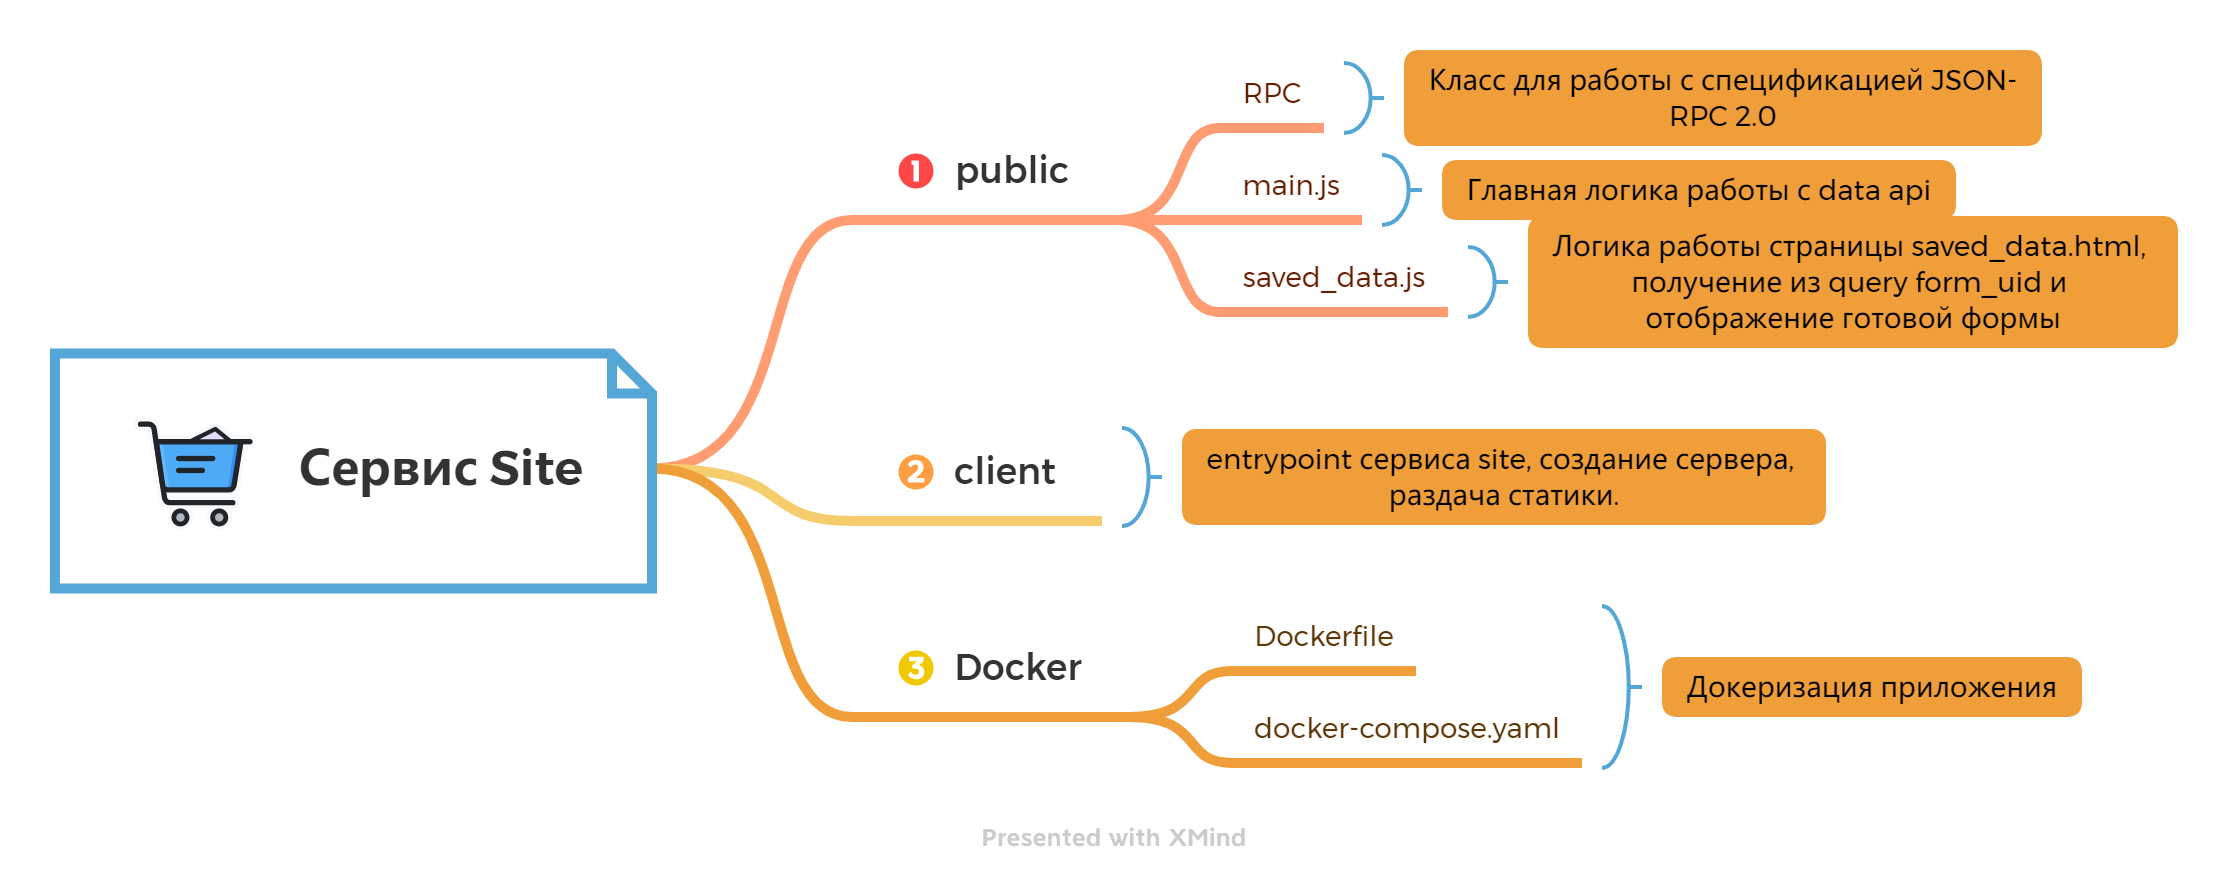 Сервис Site
1 public
RPC
Класс для работы с спецификацией JSON-
RPC 2.0
main.js
Главная логика работы с data api
saved_data.js
Логика работы страницы saved_data.html,
получение из query form_uid и
отображение готовой формы
2 client
entrypoint сервиса site, создание сервера,
раздача статики.
3 Docker
Dockerfile
docker-compose.yaml
Докеризация приложения
Presented with XMind